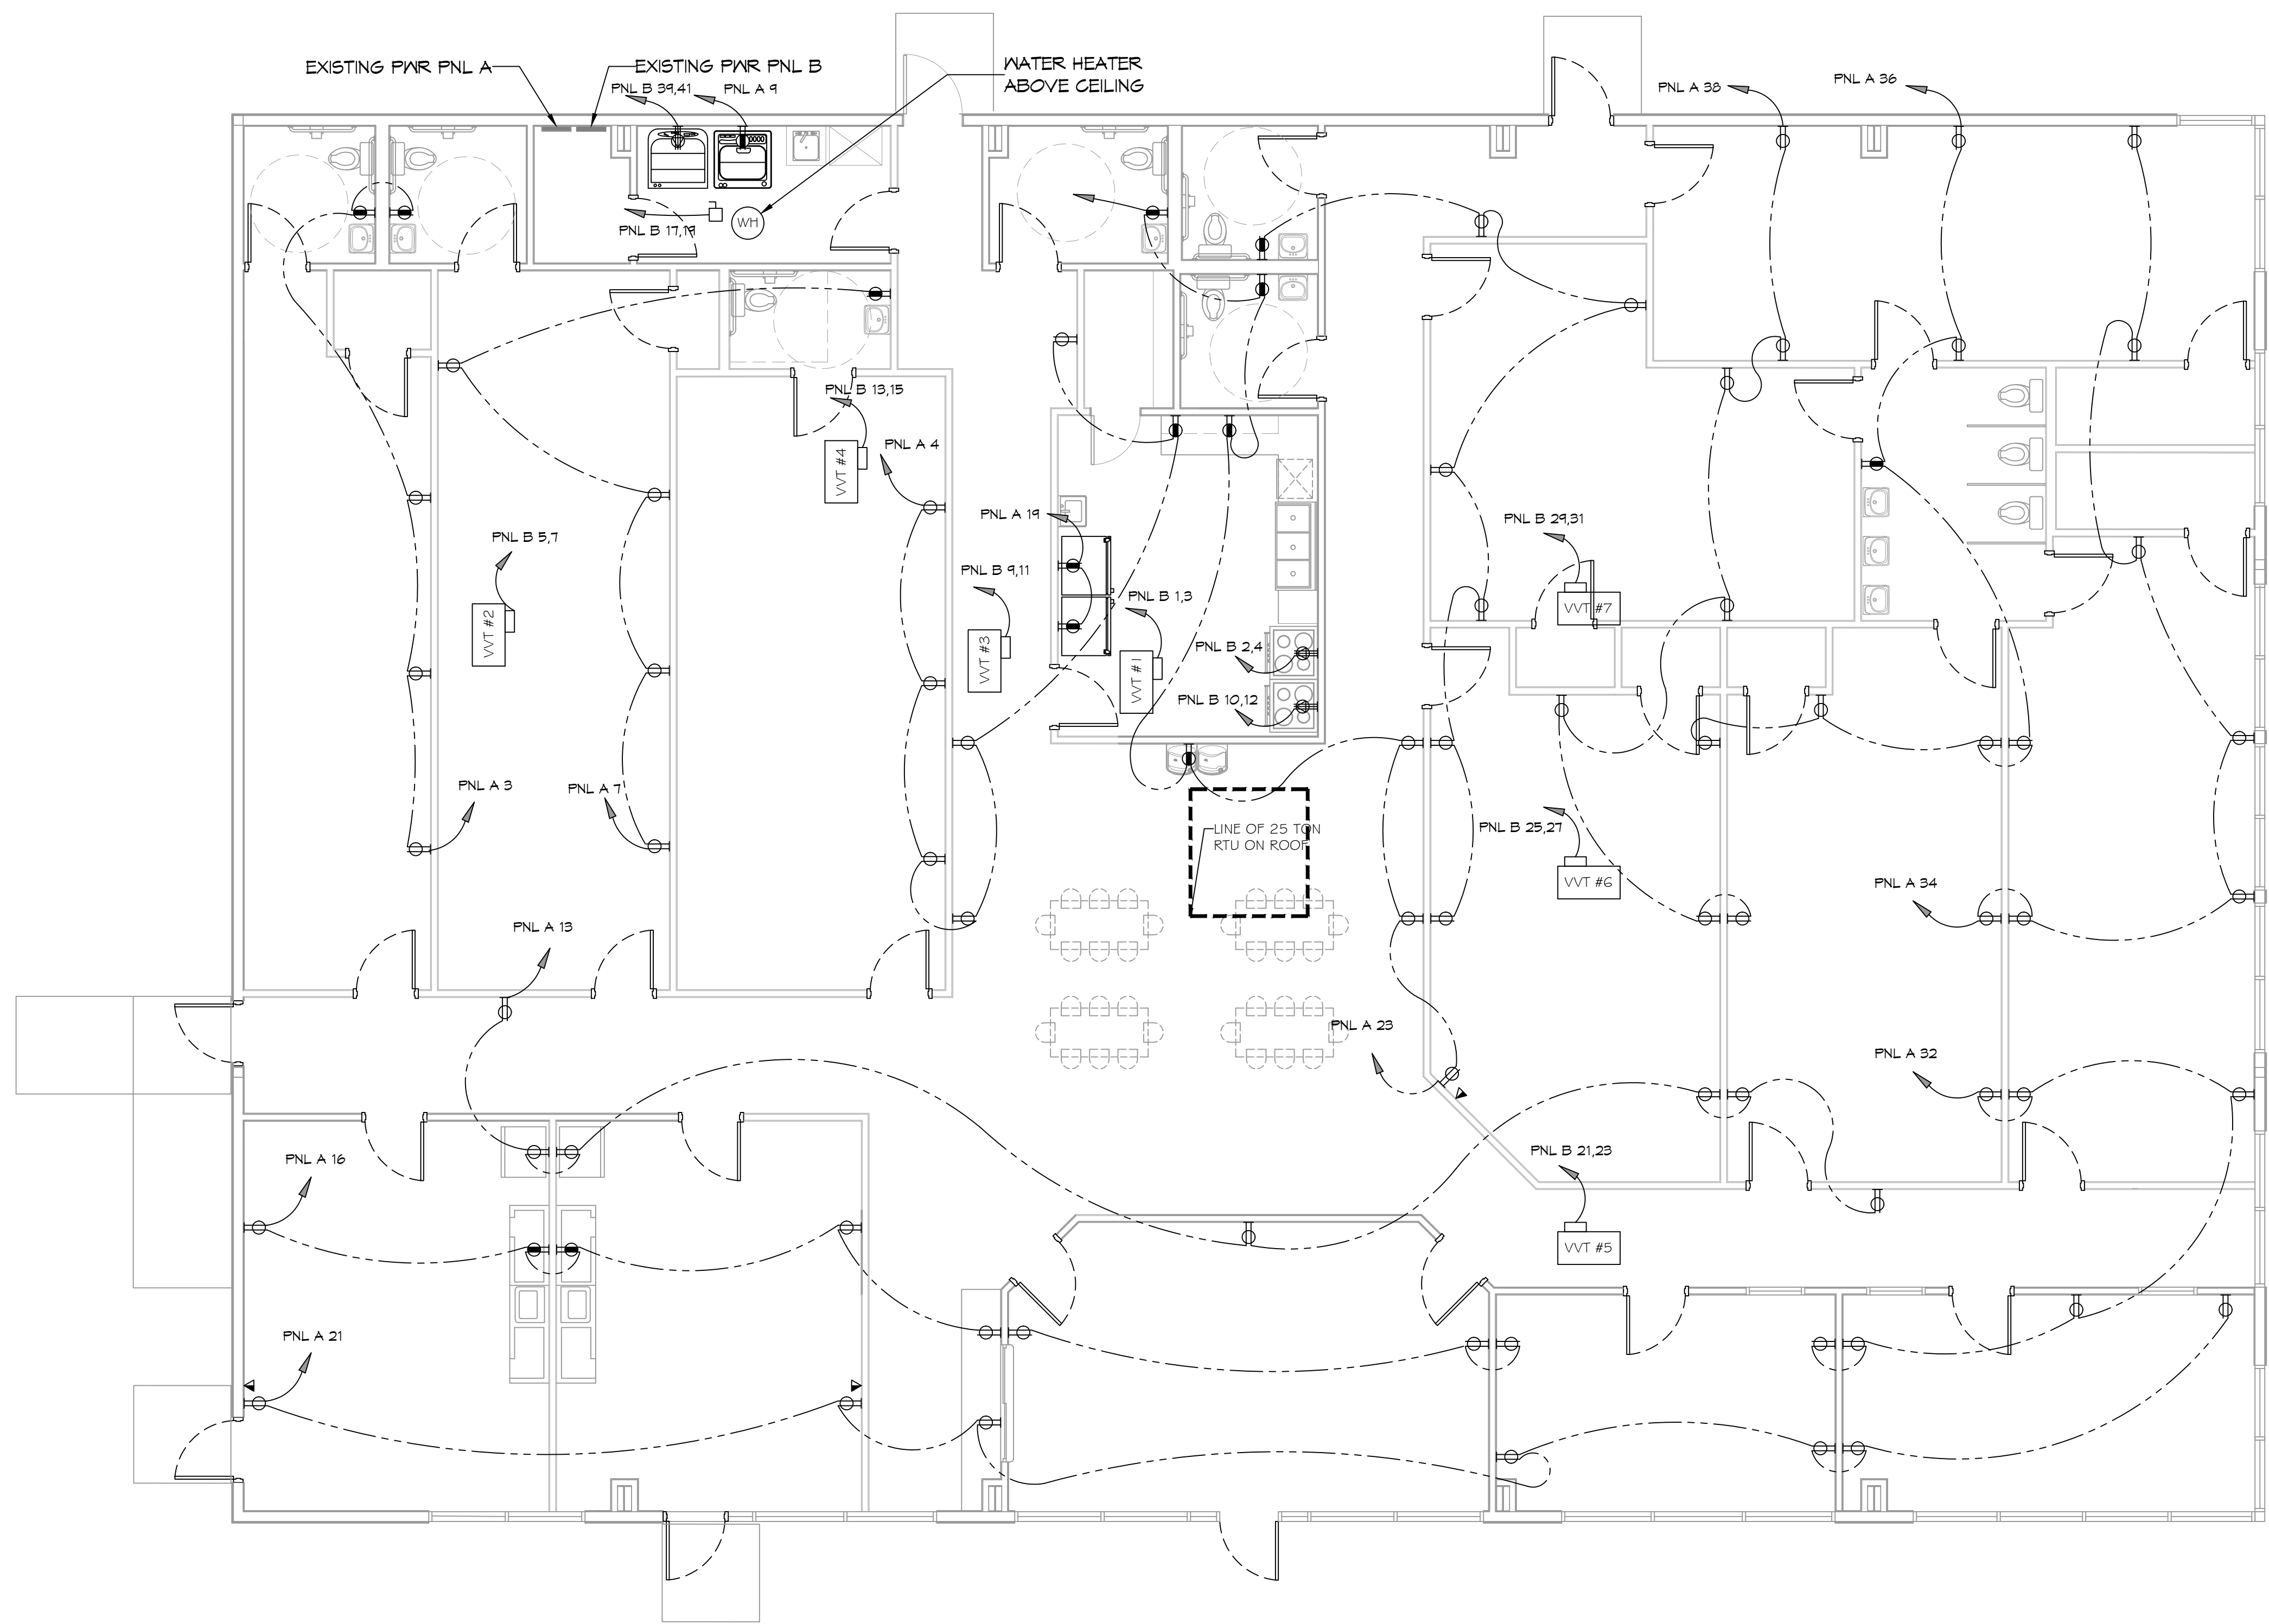 EXISTING PWR PNL A
EXISTING PWR PNL B
WATER HEATER
ABOVE CEILING
PNL B 39,41
PNL A 9
PNL A 38
PNL A 36
PNL B 17,19
WH
PNL B 13,15
VVT #4
PNL A 4
PNL A 19
PNL B 29,31
VVT #7
PNL B 5,7
VVT #2
PNL B 9,11
VVT #3
PNL B 1,3
VVT #1
PNL B 2,4
PNL B 10,12
PNL A 3
PNL A 7
LINE OF 25 TON
RTU ON ROOF
PNL B 25,27
VVT #6
PNL A 34
PNL A 13
PNL A 23
PNL A 32
PNL A 16
PNL B 21,23
VVT #5
PNL A 21